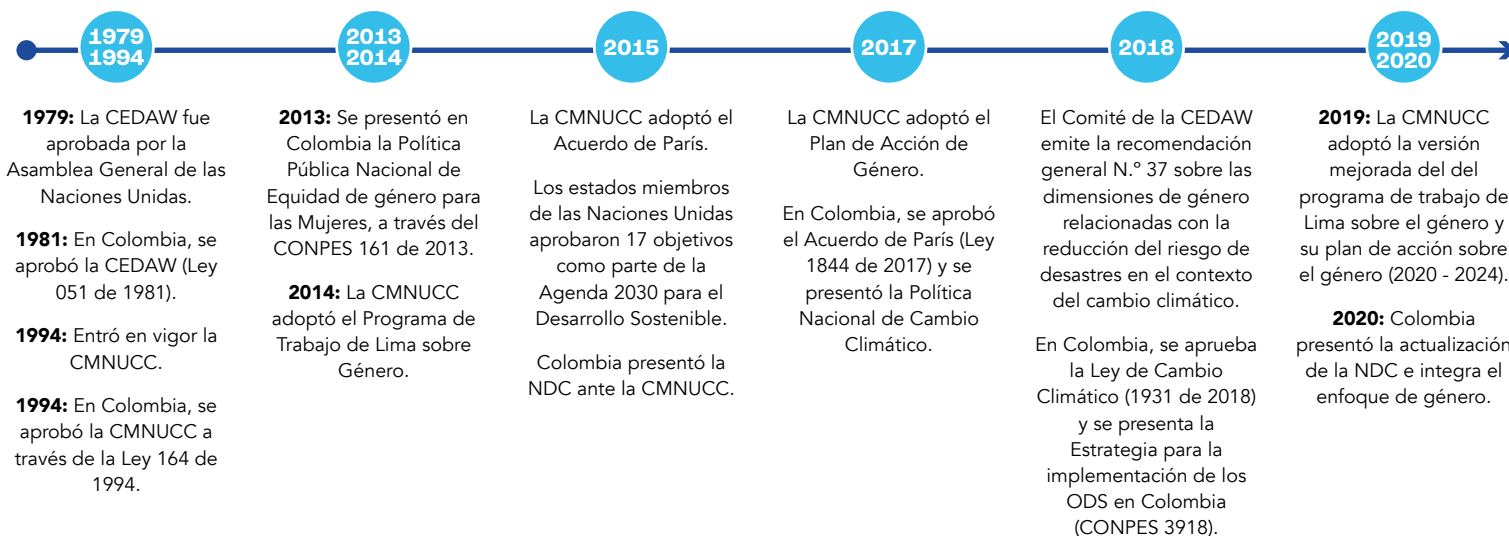 1979
1994
1979: La CEDAW fue
aprobada por la
Asamblea General de las
Naciones Unidas.
1981: En Colombia, se
aprobó la CEDAW (Ley
051 de 1981).
1994: Entró en vigor la
CMNUCC.
1994: En Colombia, se
aprobó la CMNUCC a
través de la Ley 164 de
1994.
2013
2014
2013: Se presentó en
Colombia la Política
Pública Nacional de
Equidad de género para
las Mujeres, a través del
CONPES 161 de 2013.
2014: La CMNUCC
adoptó el Programa de
Trabajo de Lima sobre
Género.
2015
La CMNUCC adoptó el
Acuerdo de París.
Los estados miembros
de las Naciones Unidas
aprobaron 17 objetivos
como parte de la
Agenda 2030 para el
Desarrollo Sostenible.
Colombia presentó la
NDC ante la CMNUCC.
2017
La CMNUCC adoptó el
Plan de Acción de
Género.
En Colombia, se aprobó
el Acuerdo de París (Ley
1844 de 2017) y se
presentó la Política
Nacional de Cambio
Climático.
2018
El Comité de la CEDAW
emite la recomendación
general N.º 37 sobre las
dimensiones de género
relacionadas con la
reducción del riesgo de
desastres en el contexto
del cambio climático.
En Colombia, se aprueba
la Ley de Cambio
Climático (1931 de 2018)
y se presenta la
Estrategia para la
implementación de los
ODS en Colombia
(CONPES 3918).
2019
2020
2019: La CMNUCC
adoptó la versión
mejorada del del
programa de trabajo de
Lima sobre el género y
su plan de acción sobre
el género (2020 - 2024).
2020: Colombia
presentó la actualización
de la NDC e integra el
enfoque de género.